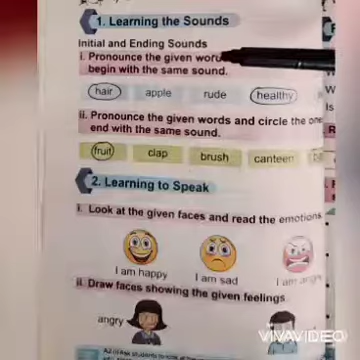 1. Learning the Sounds
Initial and Ending Sounds
i. Pronounce the given
begin with the same sound.
hair apple rude healthy
ii. Pronounce the given words and circle the one
end with the same sound.
fruit clap brush canteen
2. Learning to Speak
i. Look at the given faces and read the emotions
I am happy I am sad I am angry
ii. Draw faces showing the given feelings
angry
VIVAVIDEO